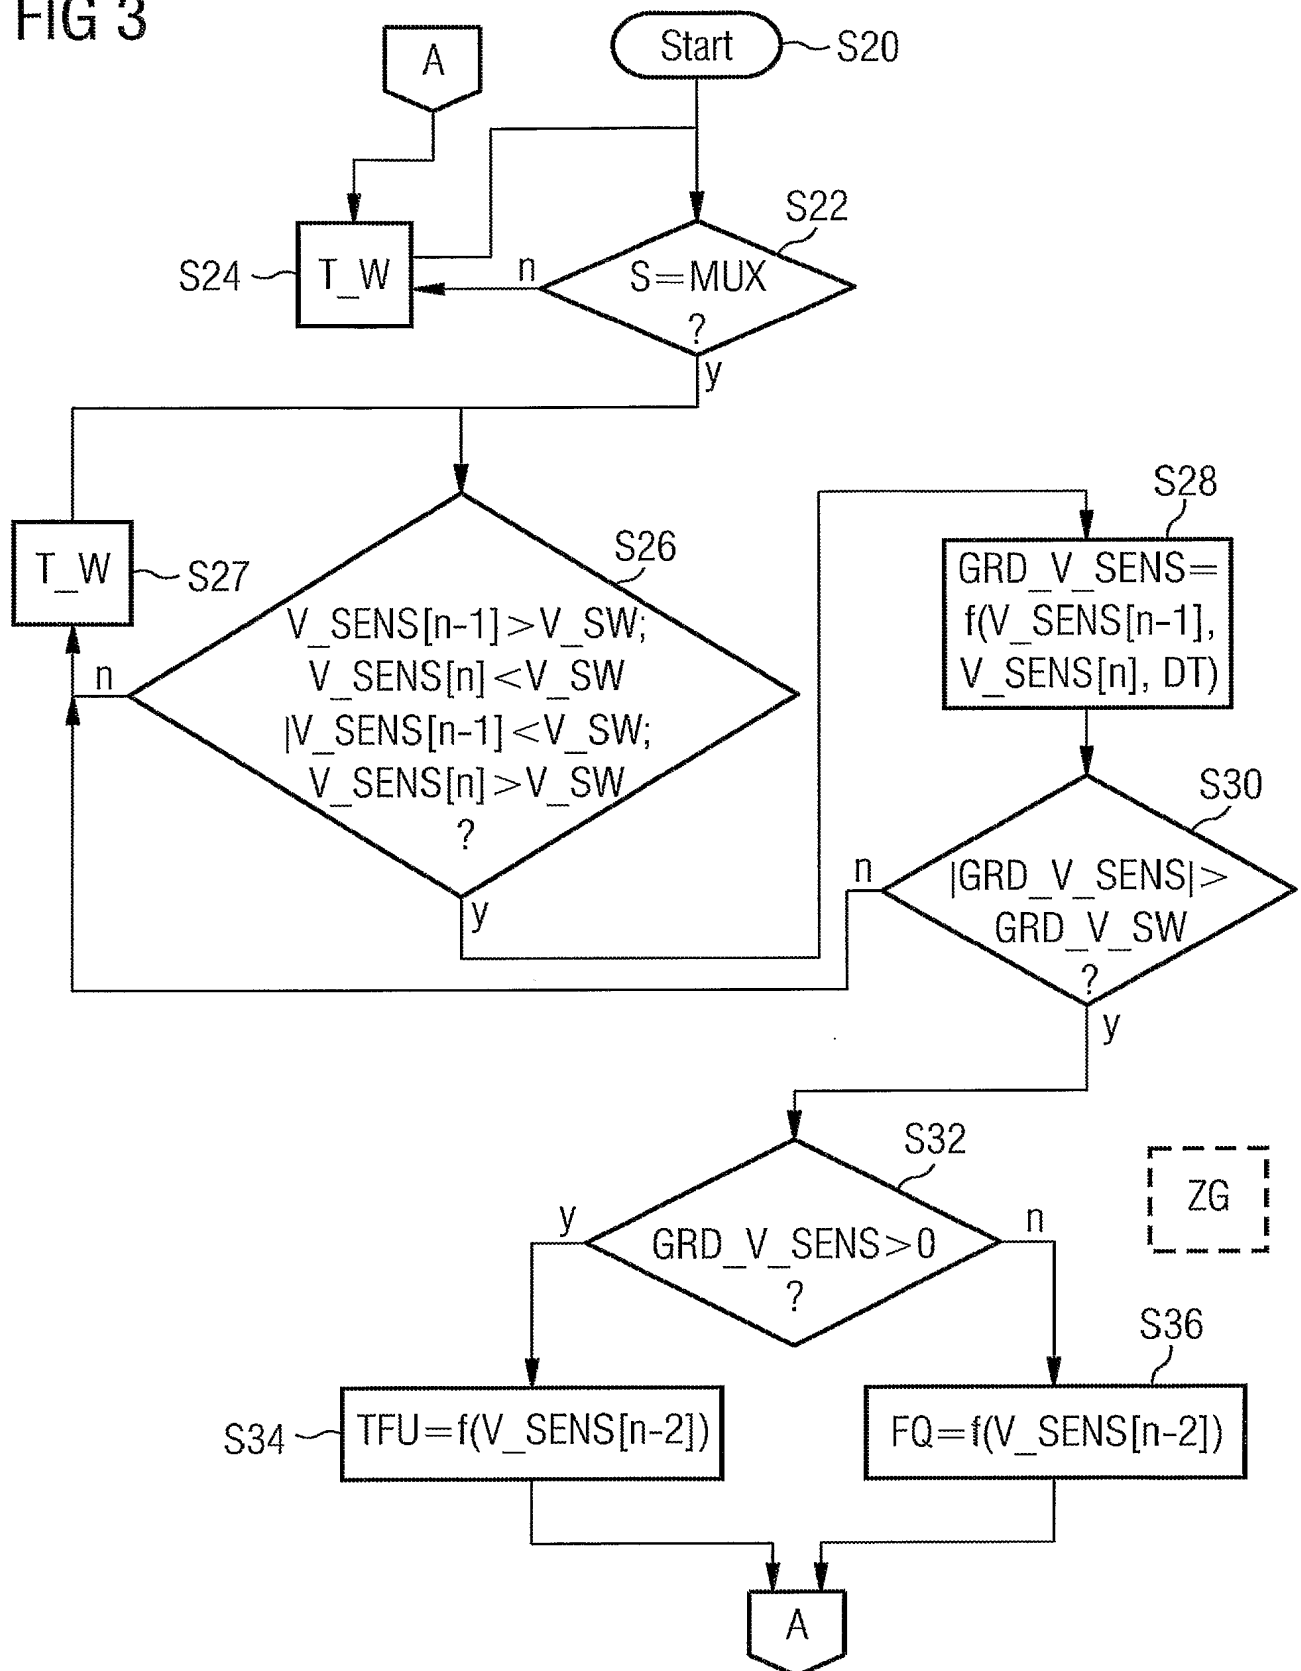 FIG 3
A
Start
S20
S22
S24
T_W
n
S=MUX
?
y
S28
S26
T_W
S27
GRD_V_SENS=
f(V_SENS[n-1],
V_SENS[n], DT)
V_SENS[n-1]>V_SW;
V_SENS[n]<V_SW
|V_SENS[n-1]<V_SW;
V_SENS[n]>V_SW
?
n
y
S30
n
|GRD_V_SENS|>
GRD_V_SW
?
y
S32
ZG
y
GRD_V_SENS>0
?
n
S36
S34
TFU=f(V_SENS[n-2])
FQ=f(V_SENS[n-2])
A